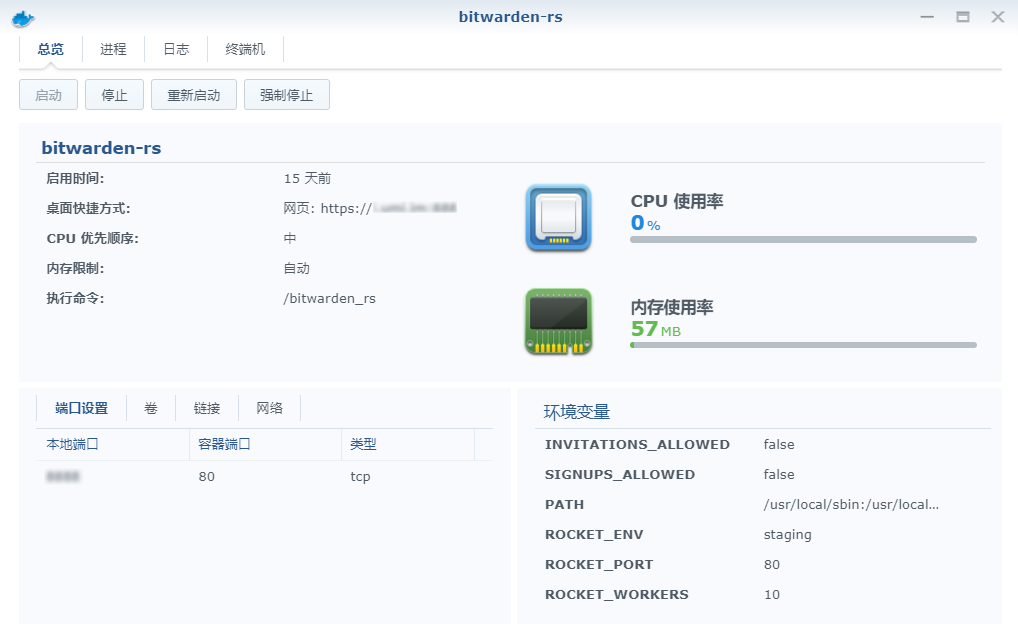 bitwarden-rs
总览 进程 日志 终端机
启动 停止 重新启动 强制停止
bitwarden-rs
启用时间: 15 天前
桌面快捷方式: 网页: https://
CPU 优先顺序: 中
内存限制: 自动
执行命令: /bitwarden_rs
CPU 使用率
0 %
内存使用率
57 MB
端口设置 卷 链接 网络
本地端口 容器端口 类型
80 tcp
环境变量
INVITATIONS_ALLOWED false
SIGNUPS_ALLOWED false
PATH /usr/local/sbin:/usr/local...
ROCKET_ENV staging
ROCKET_PORT 80
ROCKET_WORKERS 10